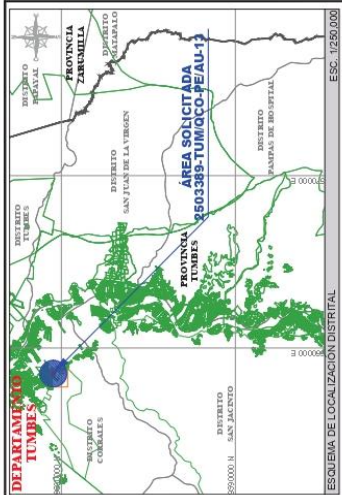 DEPARTAMENTO
TUMBES
DISTRITO
TUMBES
DISTRITO
PAPAYAL
PROVINCIA
ZARUMILLA
DISTRITO
MATAPALO
DISTRITO
SAN JUAN DE LA VIRGEN
ÁREA SOLICITADA
2503389-TUM/QCO-PE/AU-13
DISTRITO
CORRALES
PROVINCIA
TUMBES
DISTRITO
PAMPAS DE HOSPITAL
DISTRITO
SAN JACINTO
ESQUEMA DE LOCALIZACIÓN DISTRITAL
ESC. 1/250,000